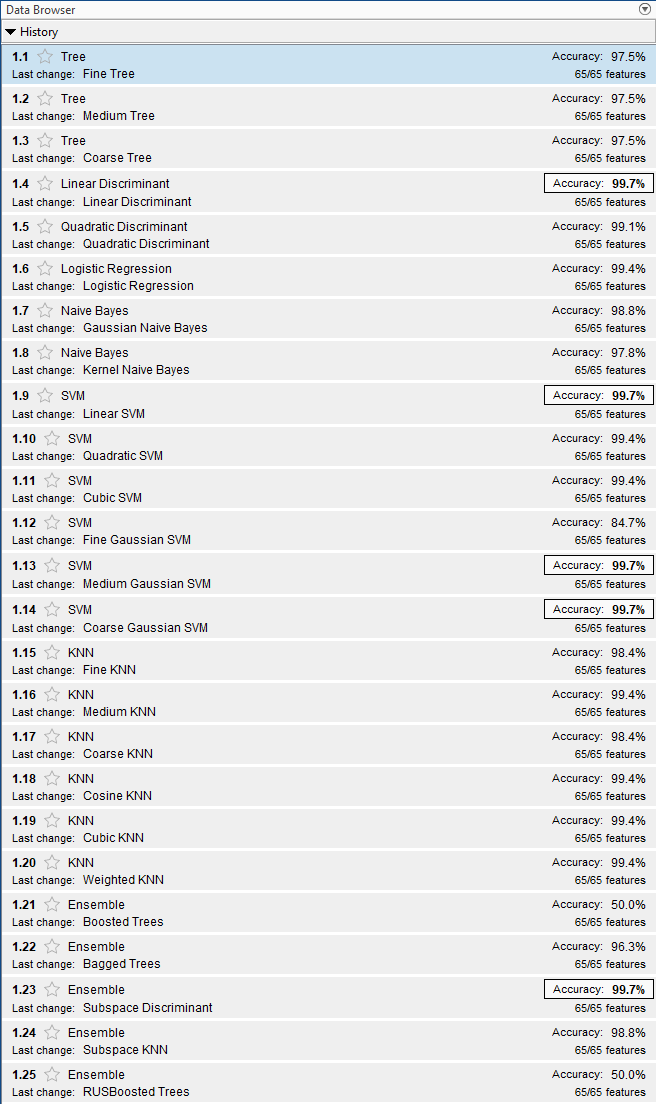 Data Browser
History
1.1 Tree Accuracy: 97.5%
Last change: Fine Tree 65/65 features
1.2 Tree Accuracy: 97.5%
Last change: Medium Tree 65/65 features
1.3 Tree Accuracy: 97.5%
Last change: Coarse Tree 65/65 features
1.4 Linear Discriminant Accuracy: 99.7%
Last change: Linear Discriminant 65/65 features
1.5 Quadratic Discriminant Accuracy: 99.1%
Last change: Quadratic Discriminant 65/65 features
1.6 Logistic Regression Accuracy: 99.4%
Last change: Logistic Regression 65/65 features
1.7 Naive Bayes Accuracy: 98.8%
Last change: Gaussian Naive Bayes 65/65 features
1.8 Naive Bayes Accuracy: 97.8%
Last change: Kernel Naive Bayes 65/65 features
1.9 SVM Accuracy: 99.7%
Last change: Linear SVM 65/65 features
1.10 SVM Accuracy: 99.4%
Last change: Quadratic SVM 65/65 features
1.11 SVM Accuracy: 99.4%
Last change: Cubic SVM 65/65 features
1.12 SVM Accuracy: 84.7%
Last change: Fine Gaussian SVM 65/65 features
1.13 SVM Accuracy: 99.7%
Last change: Medium Gaussian SVM 65/65 features
1.14 SVM Accuracy: 99.7%
Last change: Coarse Gaussian SVM 65/65 features
1.15 KNN Accuracy: 98.4%
Last change: Fine KNN 65/65 features
1.16 KNN Accuracy: 99.4%
Last change: Medium KNN 65/65 features
1.17 KNN Accuracy: 98.4%
Last change: Coarse KNN 65/65 features
1.18 KNN Accuracy: 99.4%
Last change: Cosine KNN 65/65 features
1.19 KNN Accuracy: 99.4%
Last change: Cubic KNN 65/65 features
1.20 KNN Accuracy: 99.4%
Last change: Weighted KNN 65/65 features
1.21 Ensemble Accuracy: 50.0%
Last change: Boosted Trees 65/65 features
1.22 Ensemble Accuracy: 96.3%
Last change: Bagged Trees 65/65 features
1.23 Ensemble Accuracy: 99.7%
Last change: Subspace Discriminant 65/65 features
1.24 Ensemble Accuracy: 98.8%
Last change: Subspace KNN 65/65 features
1.25 Ensemble Accuracy: 50.0%
Last change: RUSBoosted Trees 65/65 features